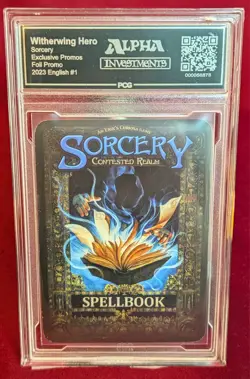 Witherwing Hero
Sorcery
Exclusive Promos
Foil Promo
2023 English #1
ALPHA
INVESTMENTS
PCG
SORCERY
CONTESTED REALM
SPELLBOOK